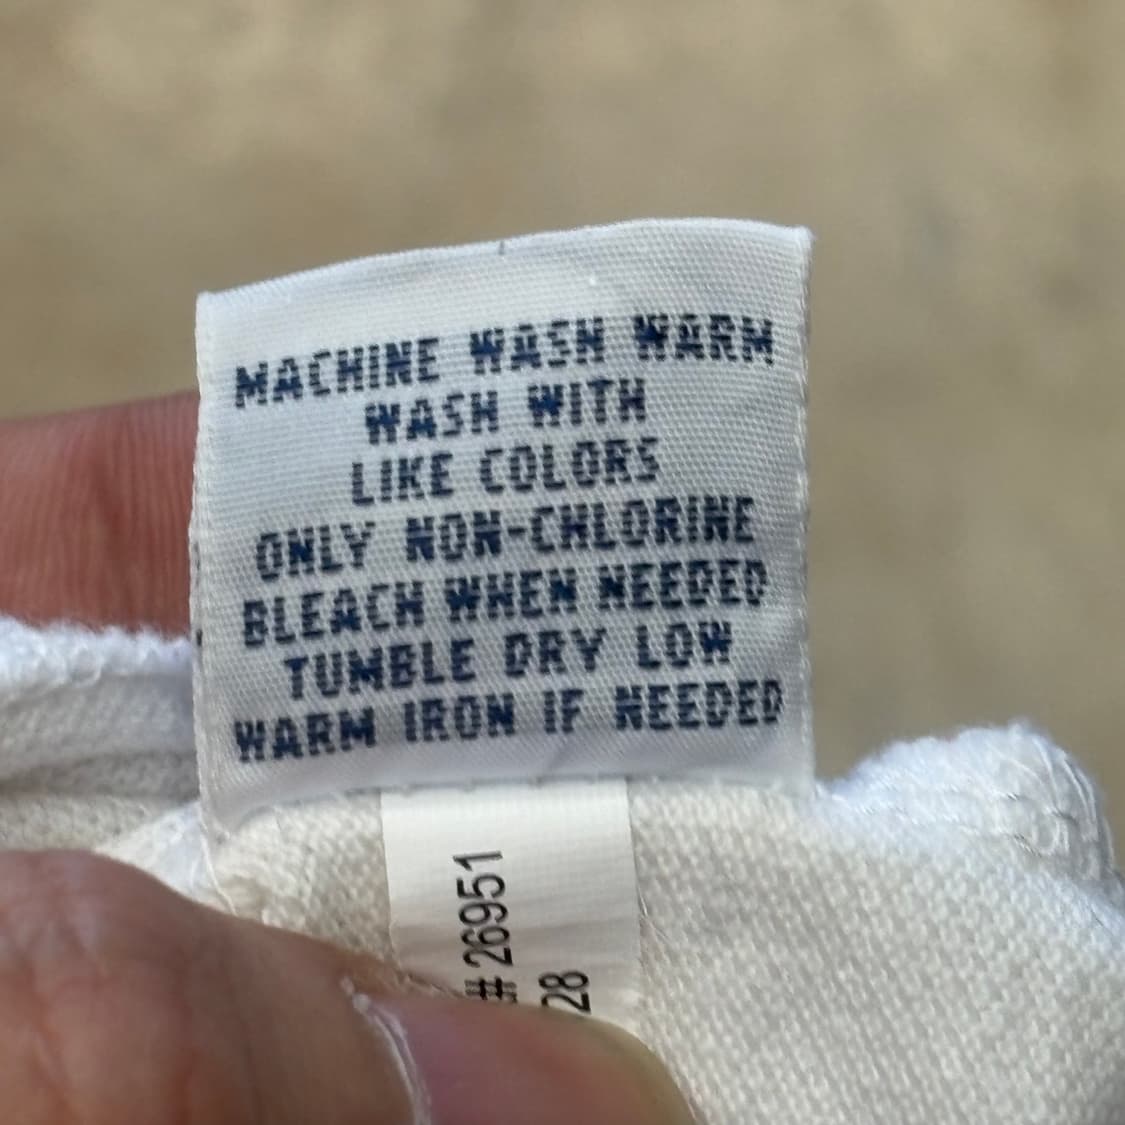 MACHINE WASH WARM
WASH WITH
LIKE COLORS
ONLY NON-CHLORINE
BLEACH WHEN NEEDED
TUMBLE DRY LOW
WARM IRON IF NEEDED
# 26951
28